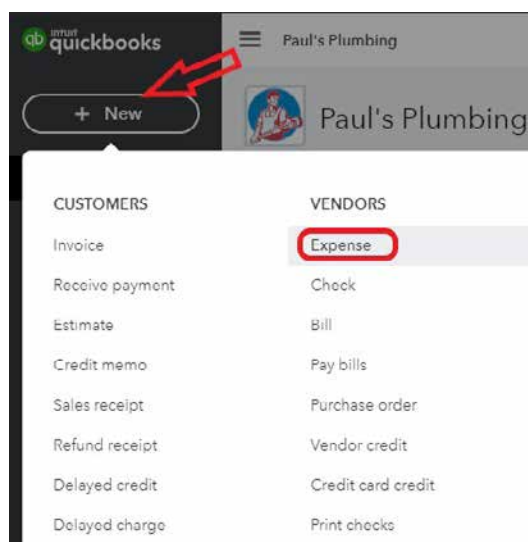 qb intuit quickbooks
Paul's Plumbing
+ New
Paul's Plumbing
CUSTOMERS
Invoice
Receive payment
Estimate
Credit memo
Sales receipt
Refund receipt
Delayed credit
Delayed charge
VENDORS
Expense
Check
Bill
Pay bills
Purchase order
Vendor credit
Credit card credit
Print checks